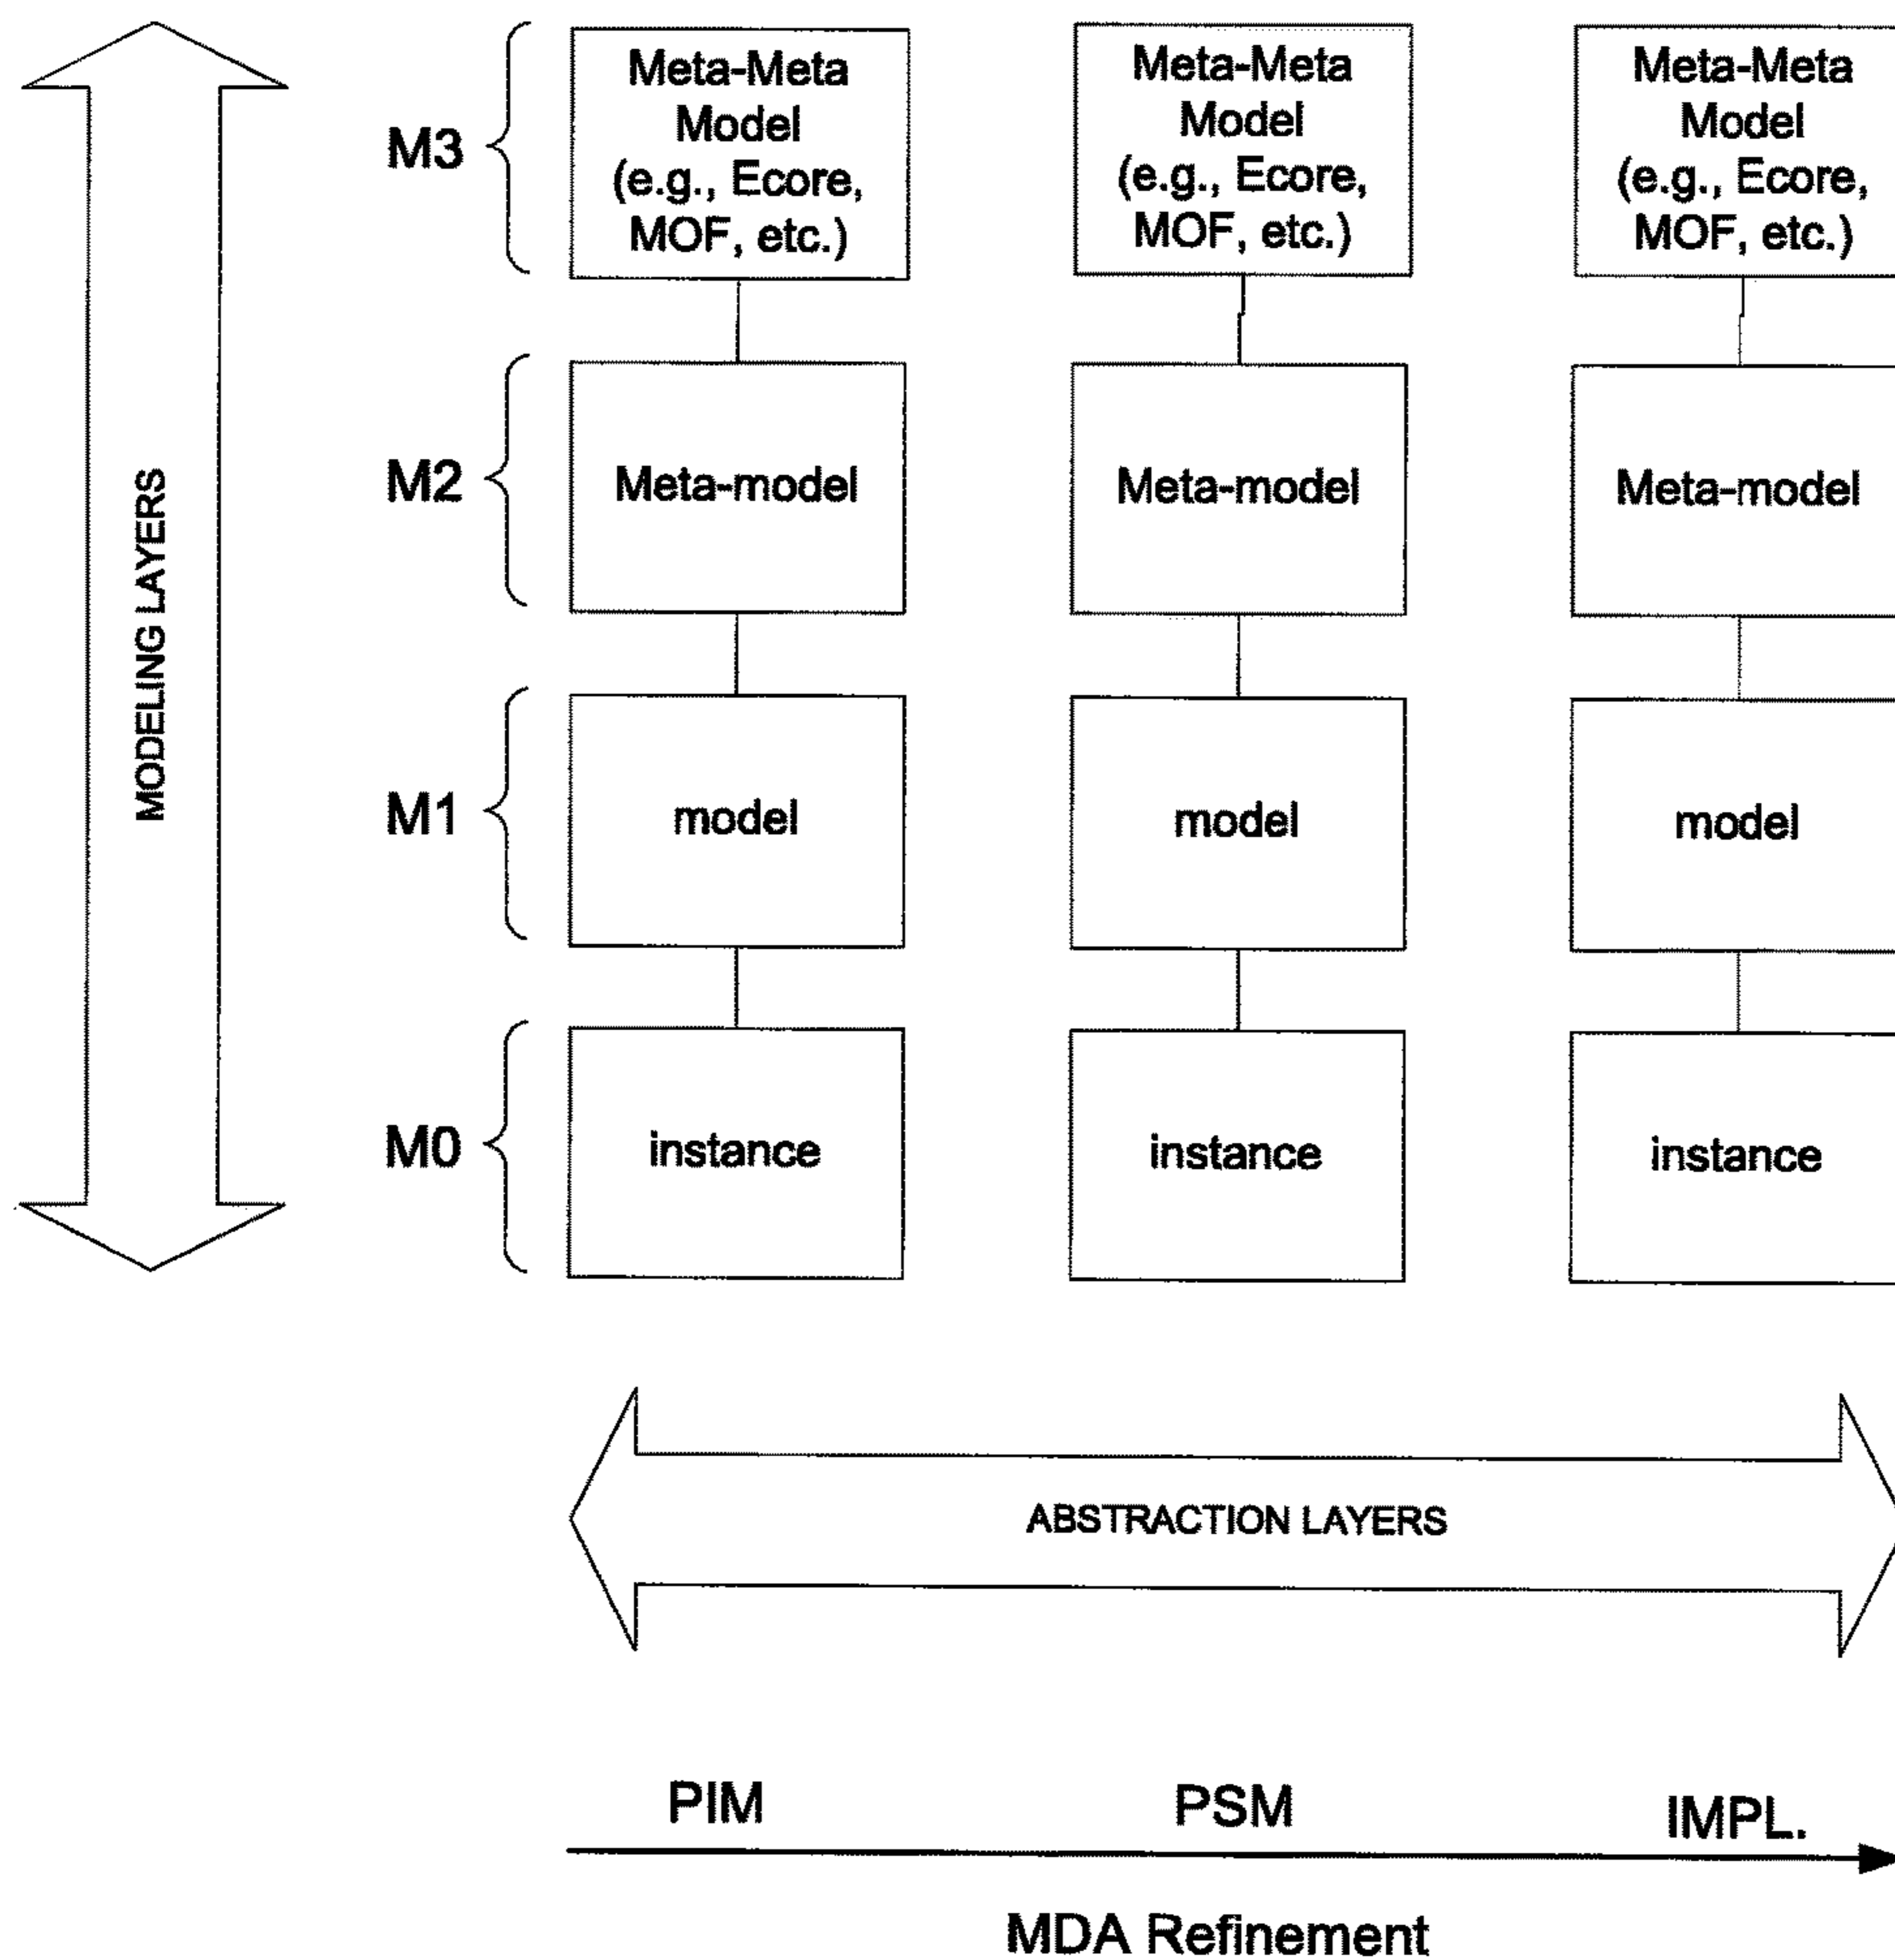 MODELING LAYERS
M3
Meta-Meta
Model
(e.g., Ecore,
MOF, etc.)
Meta-Meta
Model
(e.g., Ecore,
MOF, etc.)
Meta-Meta
Model
(e.g., Ecore,
MOF, etc.)
M2
Meta-model
Meta-model
Meta-model
M1
model
model
model
M0
instance
instance
instance
ABSTRACTION LAYERS
PIM
PSM
IMPL.
MDA Refinement